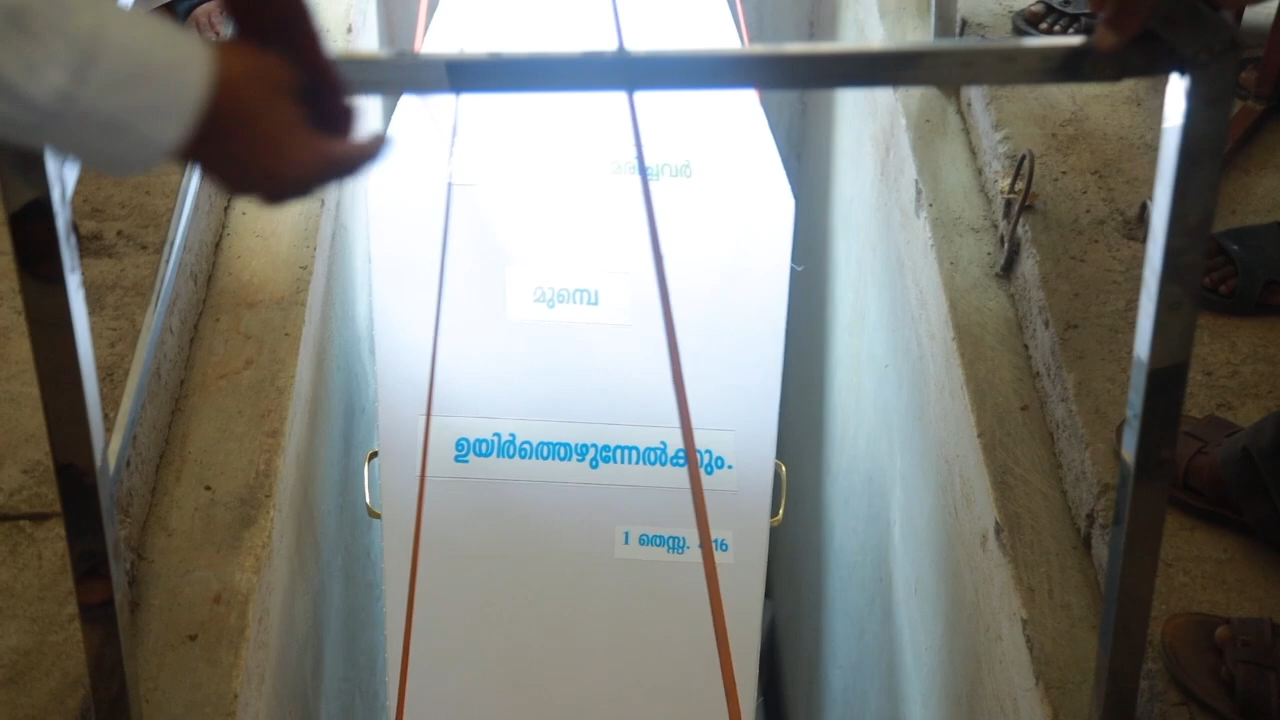 മരിച്ചവർ
മുമ്പെ
ഉയിർത്തെഴുന്നേൽക്കും.
1 തെസ്സ.